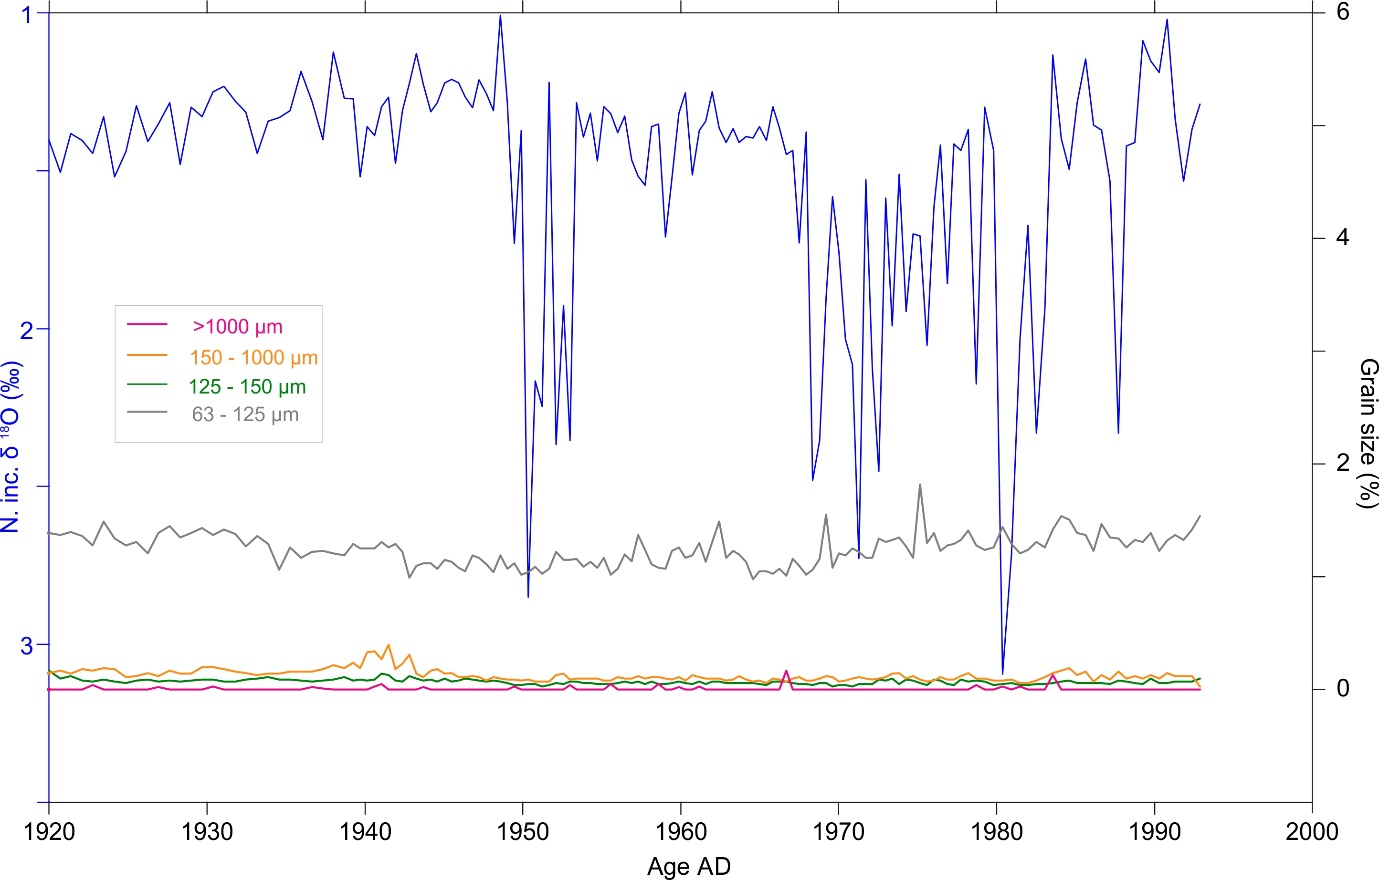 1
2
3
N. inc. δ ¹⁸O (‰)
>1000 µm
150 - 1000 µm
125 - 150 µm
63 - 125 µm
6
4
2
0
Grain size (%)
1920 1930 1940 1950 1960 1970 1980 1990 2000
Age AD